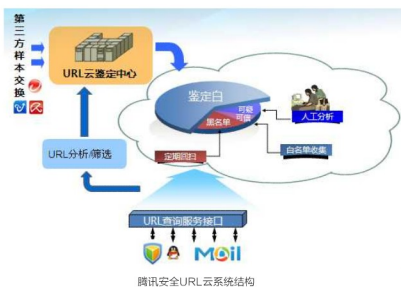 第三方样本交换
URL云鉴定中心
鉴定白
可疑
可信
黑名单
人工分析
URL分析/筛选
定期回归
白名单收集
URL查询服务接口
MAil
腾讯安全URL云系统结构